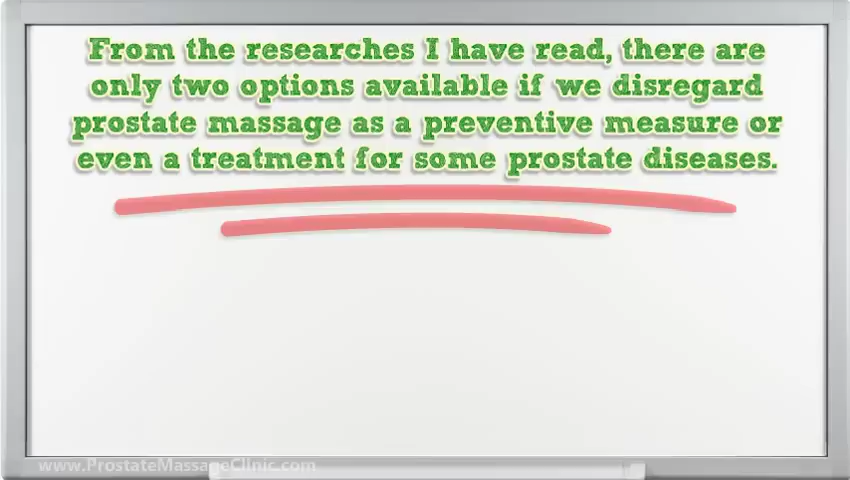 From the researches I have read, there are
only two options available if we disregard
prostate massage as a preventive measure or
even a treatment for some prostate diseases.
www.ProstateMassageClinic.com